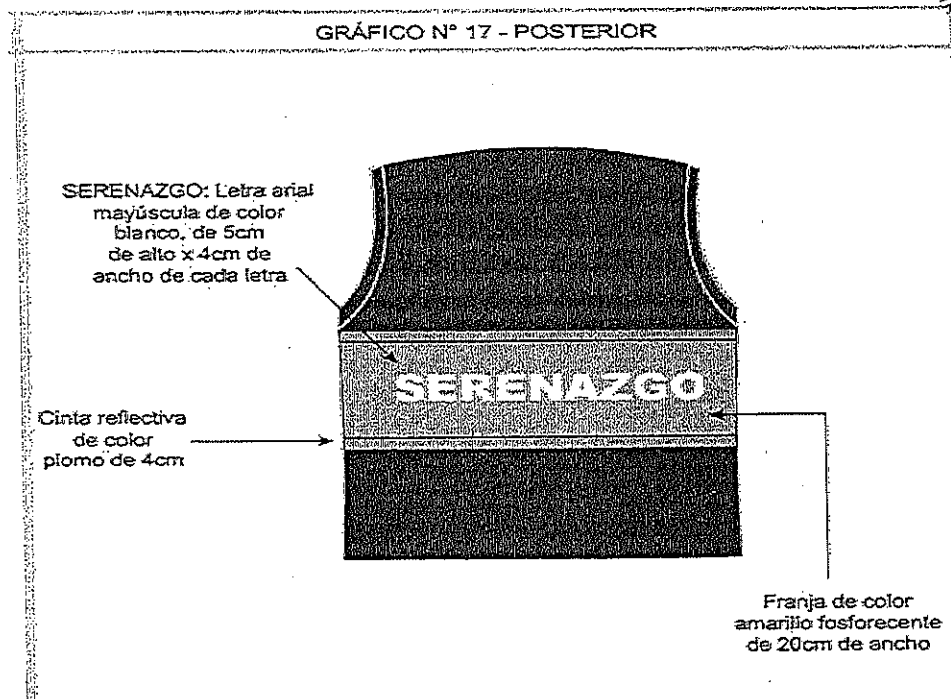 GRÁFICO N° 17 - POSTERIOR
SERENAZGO: Letra arial
mayúscula de color
blanco, de 5cm
de alto x 4cm de
ancho de cada letra
SERENAZGO
Cinta reflectiva
de color
plomo de 4cm
Franja de color
amarillo fosforecente
de 20cm de ancho